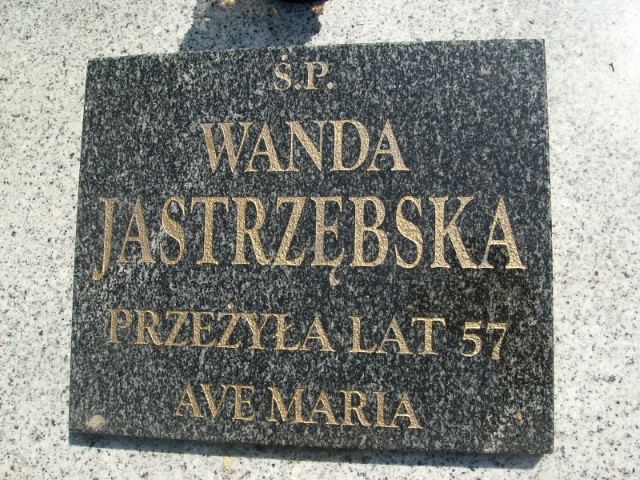 Ś.P.
WANDA
JASTRZĘBSKA
PRZEŻYŁA LAT 57
AVE MARIA